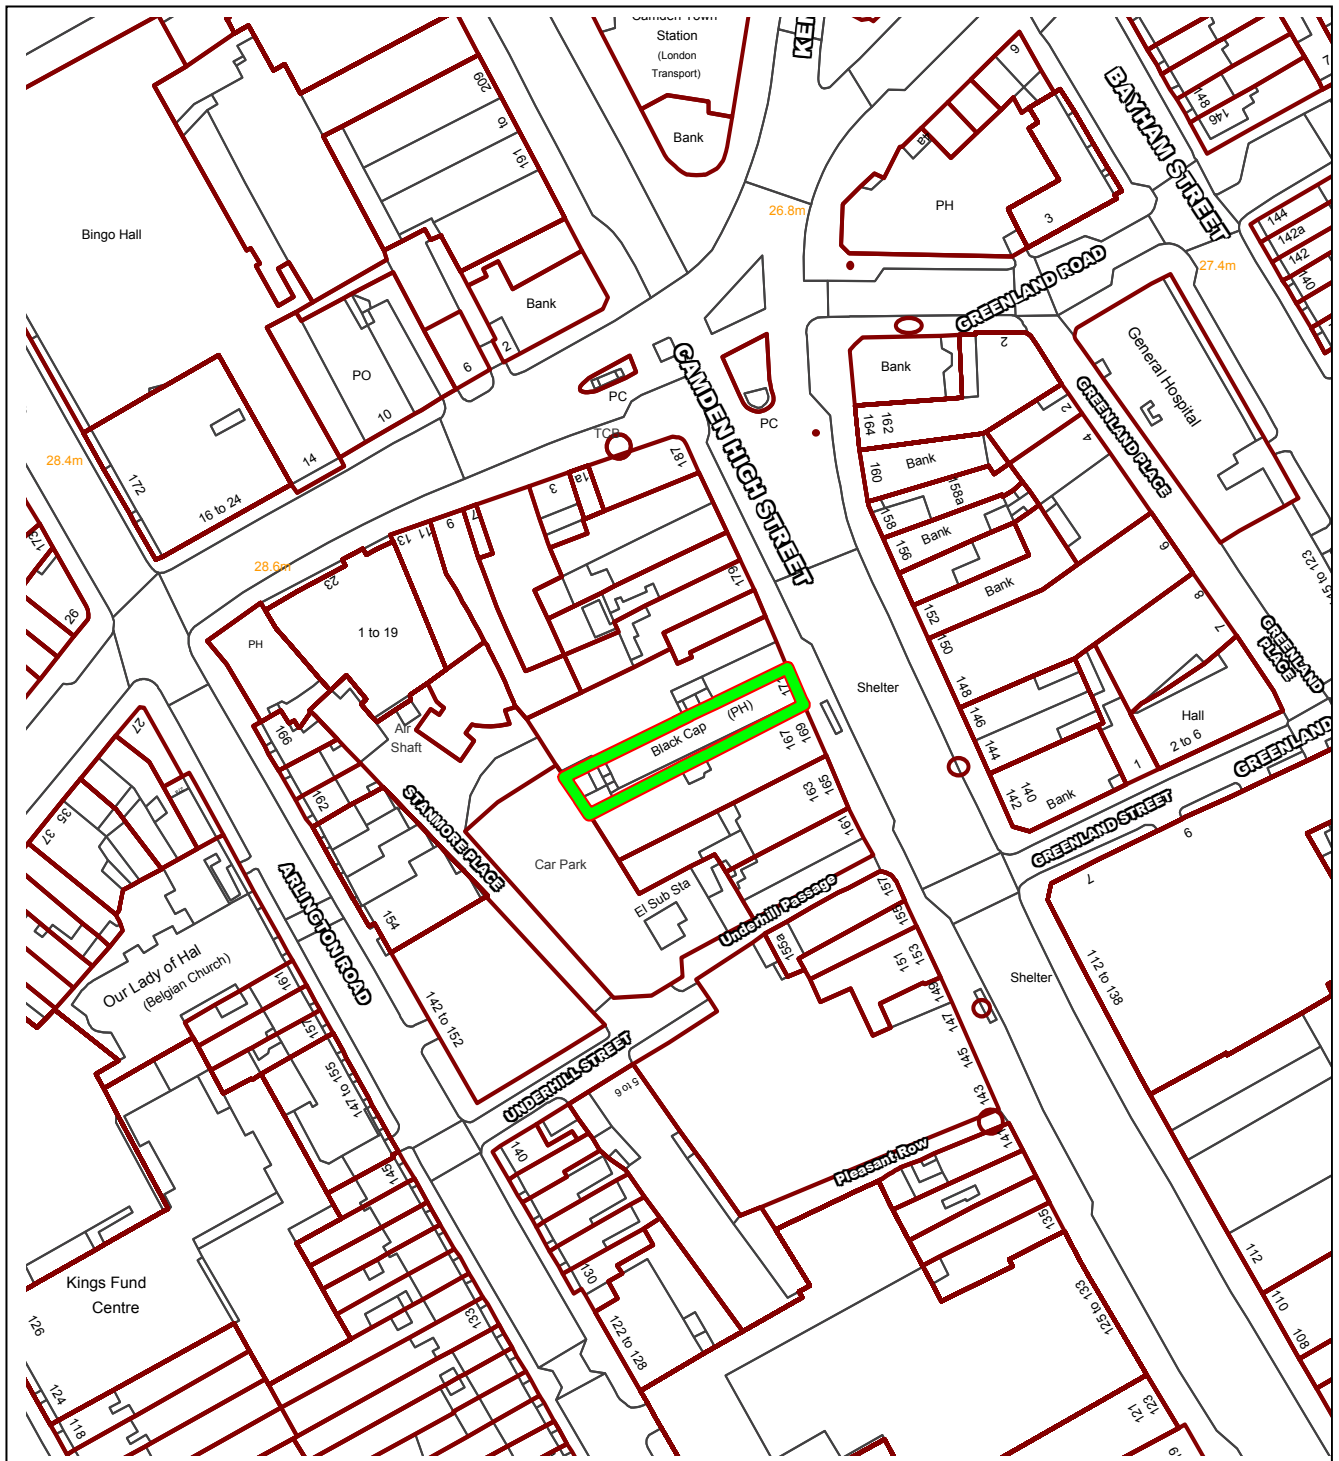 Camden Town
Station
(London
Transport)
Bank
KEN
BAYHAM STREET
209
to
191
Bingo Hall
Bank
2
6
PO
10
14
16 to 24
172
28.4m
26.8m
PH
4a
6
3
148
146
7
144
142a
142
140
27.4m
GREENLAND ROAD
General Hospital
GREENLAND PLACE
CAMDEN HIGH STREET
PC
PC
TCP
Bank
2
162
164
2
4
160
Bank
158a
158
156
Bank
152
150
Bank
6
8
7
148
146
144
142
140
Bank
1
Hall
2 to 6
GREENLAND
PLACE
GREENLAND
GREENLAND STREET
187
1a
3
7
9
11
13
23
28.6m
1 to 19
PH
179
173
26
171
Black Cap
(PH)
169
167
165
163
161
Shelter
Air
Shaft
166
162
154
STANMORE PLACE
Car Park
El Sub Sta
Underhill Passage
157
155
155a
153
151
149
147
145
143
141
Shelter
9
7
112 to 138
27
35
37
ARLINGTON ROAD
Our Lady of Hal
(Belgian Church)
161
157
147 to 155
142 to 152
UNDERHILL STREET
5 to 6
Pleasant Row
140
130
122 to 128
145
133
135
125 to 133
123
121
112
110
108
Kings Fund
Centre
126
124
118